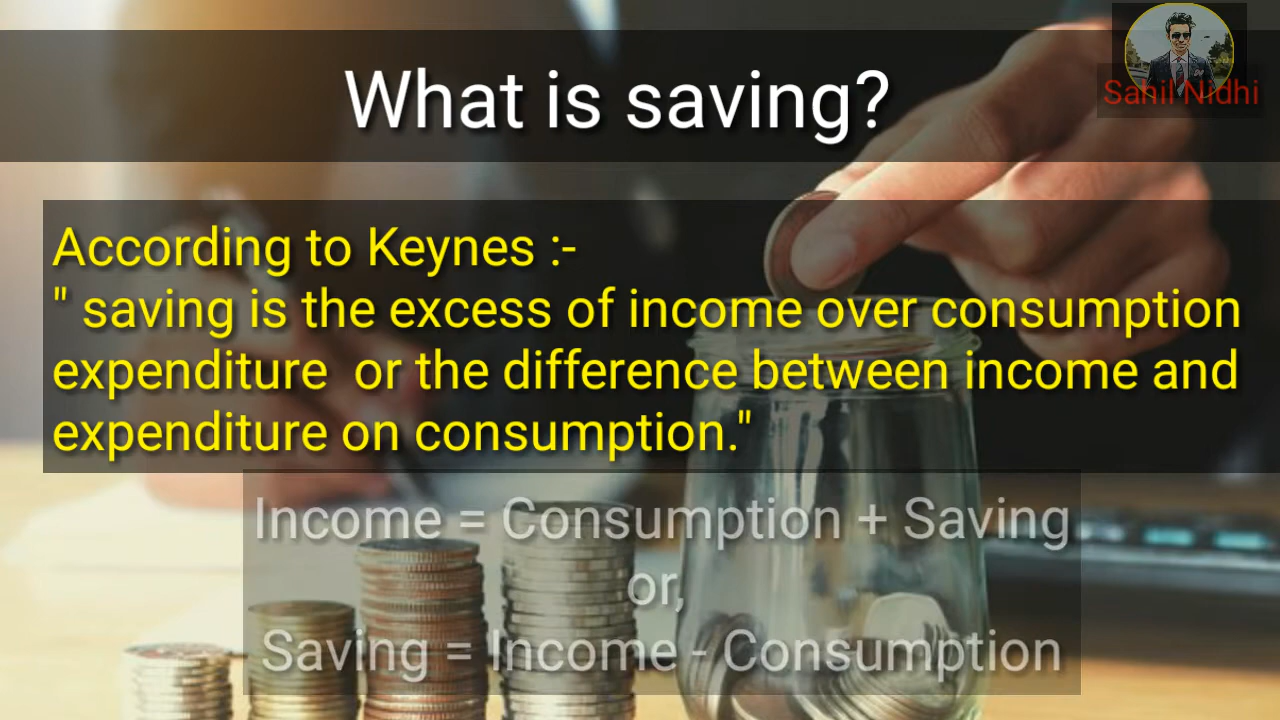 What is saving?
Sahil Nidhi
According to Keynes :-
" saving is the excess of income over consumption
expenditure  or the difference between income and
expenditure on consumption."
Income = Consumption + Saving
or,
Saving = Income - Consumption